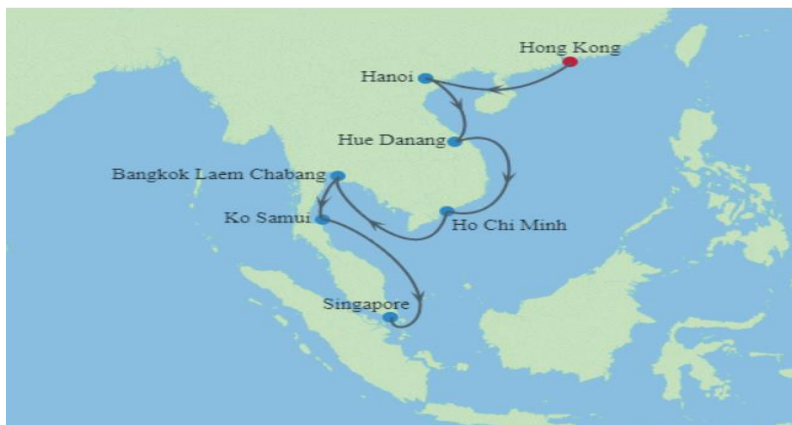 Hong Kong
Hanoi
Hue Danang
Bangkok Laem Chabang
Ko Samui
Ho Chi Minh
Singapore